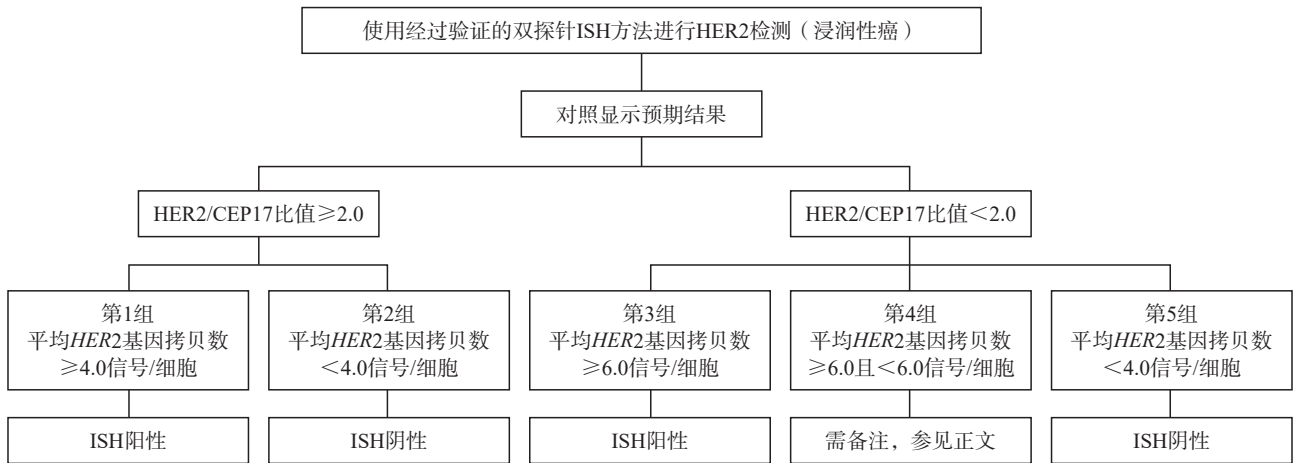 使用经过验证的双探针ISH方法进行HER2检测（浸润性癌）
对照显示预期结果
HER2/CEP17比值≥2.0
HER2/CEP17比值＜2.0
第1组
平均HER2基因拷贝数
≥4.0信号/细胞
第2组
平均HER2基因拷贝数
＜4.0信号/细胞
第3组
平均HER2基因拷贝数
≥6.0信号/细胞
第4组
平均HER2基因拷贝数
≥6.0且＜6.0信号/细胞
第5组
平均HER2基因拷贝数
＜4.0信号/细胞
ISH阳性
ISH阴性
ISH阳性
需备注，参见正文
ISH阴性